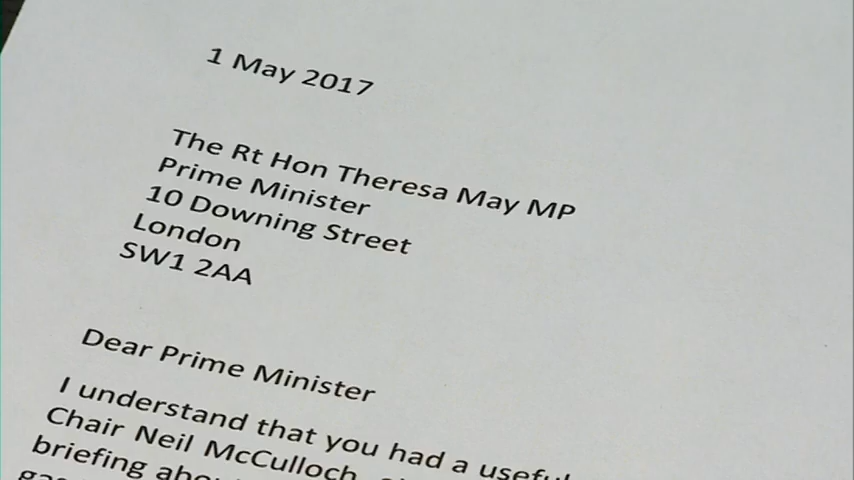 1 May 2017
The Rt Hon Theresa May MP
Prime Minister
10 Downing Street
London
SW1 2AA
Dear Prime Minister
I understand that you had a useful
Chair Neil McCulloch
briefing